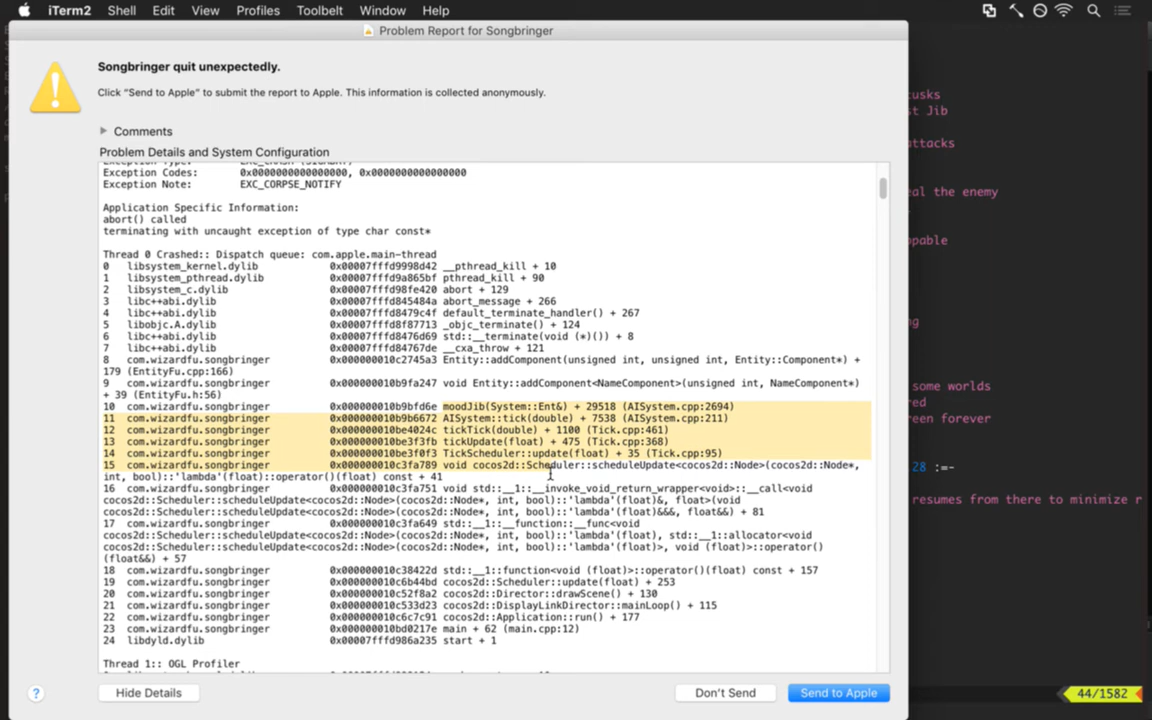 iTerm2 Shell Edit View Profiles Toolbelt Window Help
Problem Report for Songbringer
Songbringer quit unexpectedly.
Click “Send to Apple” to submit the report to Apple. This information is collected anonymously.
Comments
Problem Details and System Configuration
Exception Codes: 0x0000000000000000, 0x0000000000000000
Exception Note: EXC_CORPSE_NOTIFY
Application Specific Information:
abort() called
terminating with uncaught exception of type char const*
Thread 0 Crashed:: Dispatch queue: com.apple.main-thread
0 libsystem_kernel.dylib 0x00007fffd9998d42 __pthread_kill + 10
1 libsystem_pthread.dylib 0x00007fffd9a865bf pthread_kill + 90
2 libsystem_c.dylib 0x00007fffd98fe420 abort + 129
3 libc++abi.dylib 0x00007fffd845484a abort_message + 266
4 libc++abi.dylib 0x00007fffd8479c4f default_terminate_handler() + 267
5 libobjc.A.dylib 0x00007fffd8f87713 _objc_terminate() + 124
6 libc++abi.dylib 0x00007fffd8476d69 std::__terminate(void (*)()) + 8
7 libc++abi.dylib 0x00007fffd84767de __cxa_throw + 121
8 com.wizardfu.songbringer 0x000000010c2745a3 Entity::addComponent(unsigned int, unsigned int, Entity::Component*) +
179 (EntityFu.cpp:166)
9 com.wizardfu.songbringer 0x000000010b9fa247 void Entity::addComponent<NameComponent>(unsigned int, NameComponent*)
+ 39 (EntityFu.h:56)
10 com.wizardfu.songbringer 0x000000010b9bfd6e moodJib(System::Ent&) + 29518 (AISystem.cpp:2694)
11 com.wizardfu.songbringer 0x000000010b9b6672 AISystem::tick(double) + 7538 (AISystem.cpp:211)
12 com.wizardfu.songbringer 0x000000010be4024c tickTick(double) + 1100 (Tick.cpp:461)
13 com.wizardfu.songbringer 0x000000010be3f3fb tickUpdate(float) + 475 (Tick.cpp:368)
14 com.wizardfu.songbringer 0x000000010be3f0f3 TickScheduler::update(float) + 35 (Tick.cpp:95)
15 com.wizardfu.songbringer 0x000000010c3fa789 void cocos2d::Scheduler::scheduleUpdate<cocos2d::Node>(cocos2d::Node*,
int, bool)::'lambda'(float)::operator()(float) const + 41
16 com.wizardfu.songbringer 0x000000010c3fa751 void std::__1::__invoke_void_return_wrapper<void>::__call<void
cocos2d::Scheduler::scheduleUpdate<cocos2d::Node>(cocos2d::Node*, int, bool)::'lambda'(float)&, float>(void
cocos2d::Scheduler::scheduleUpdate<cocos2d::Node>(cocos2d::Node*, int, bool)::'lambda'(float)&&&, float&&) + 81
17 com.wizardfu.songbringer 0x000000010c3fa649 std::__1::__function::__func<void
cocos2d::Scheduler::scheduleUpdate<cocos2d::Node>(cocos2d::Node*, int, bool)::'lambda'(float), std::__1::allocator<void
cocos2d::Scheduler::scheduleUpdate<cocos2d::Node>(cocos2d::Node*, int, bool)::'lambda'(float)>, void (float)>::operator()
(float&&) + 57
18 com.wizardfu.songbringer 0x000000010c38422d std::__1::function<void (float)>::operator()(float) const + 157
19 com.wizardfu.songbringer 0x000000010c6b44bd cocos2d::Scheduler::update(float) + 253
20 com.wizardfu.songbringer 0x000000010c52f8a2 cocos2d::Director::drawScene() + 130
21 com.wizardfu.songbringer 0x000000010c533d23 cocos2d::DisplayLinkDirector::mainLoop() + 115
22 com.wizardfu.songbringer 0x000000010c6c7c91 cocos2d::Application::run() + 177
23 com.wizardfu.songbringer 0x000000010bd0217e main + 62 (main.cpp:12)
24 libdyld.dylib 0x00007fffd986a235 start + 1
Thread 1:: OGL Profiler
? Hide Details Don't Send Send to Apple
usks
st Jib
attacks
eal the enemy
pable
g
some worlds
red
een forever
28 :=-
resumes from there to minimize r
44/1582